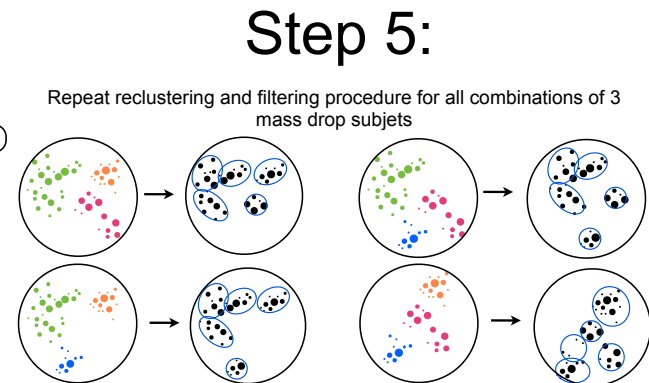 Step 5:
Repeat reclustering and filtering procedure for all combinations of 3
mass drop subjets